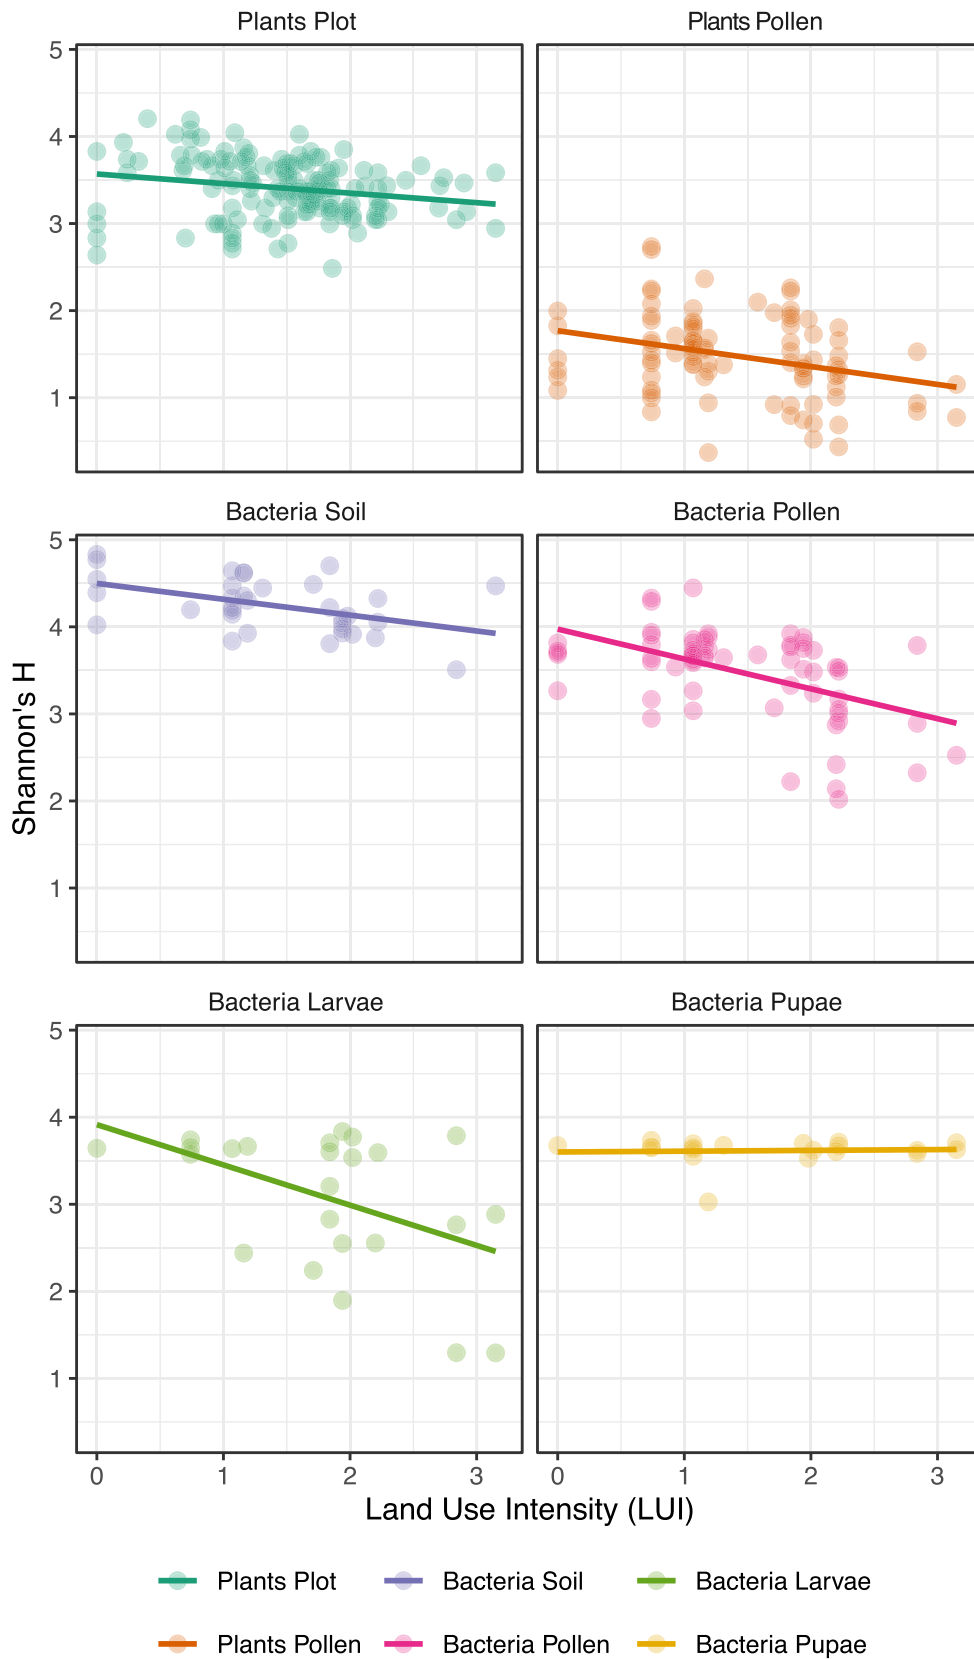 Plants Plot
Plants Pollen
5
4
3
2
1
Bacteria Soil
Bacteria Pollen
5
4
3
2
1
Shannon's H
Bacteria Larvae
Bacteria Pupae
5
4
3
2
1
0 1 2 3
0 1 2 3
Land Use Intensity (LUI)
Plants Plot
Bacteria Soil
Bacteria Larvae
Plants Pollen
Bacteria Pollen
Bacteria Pupae